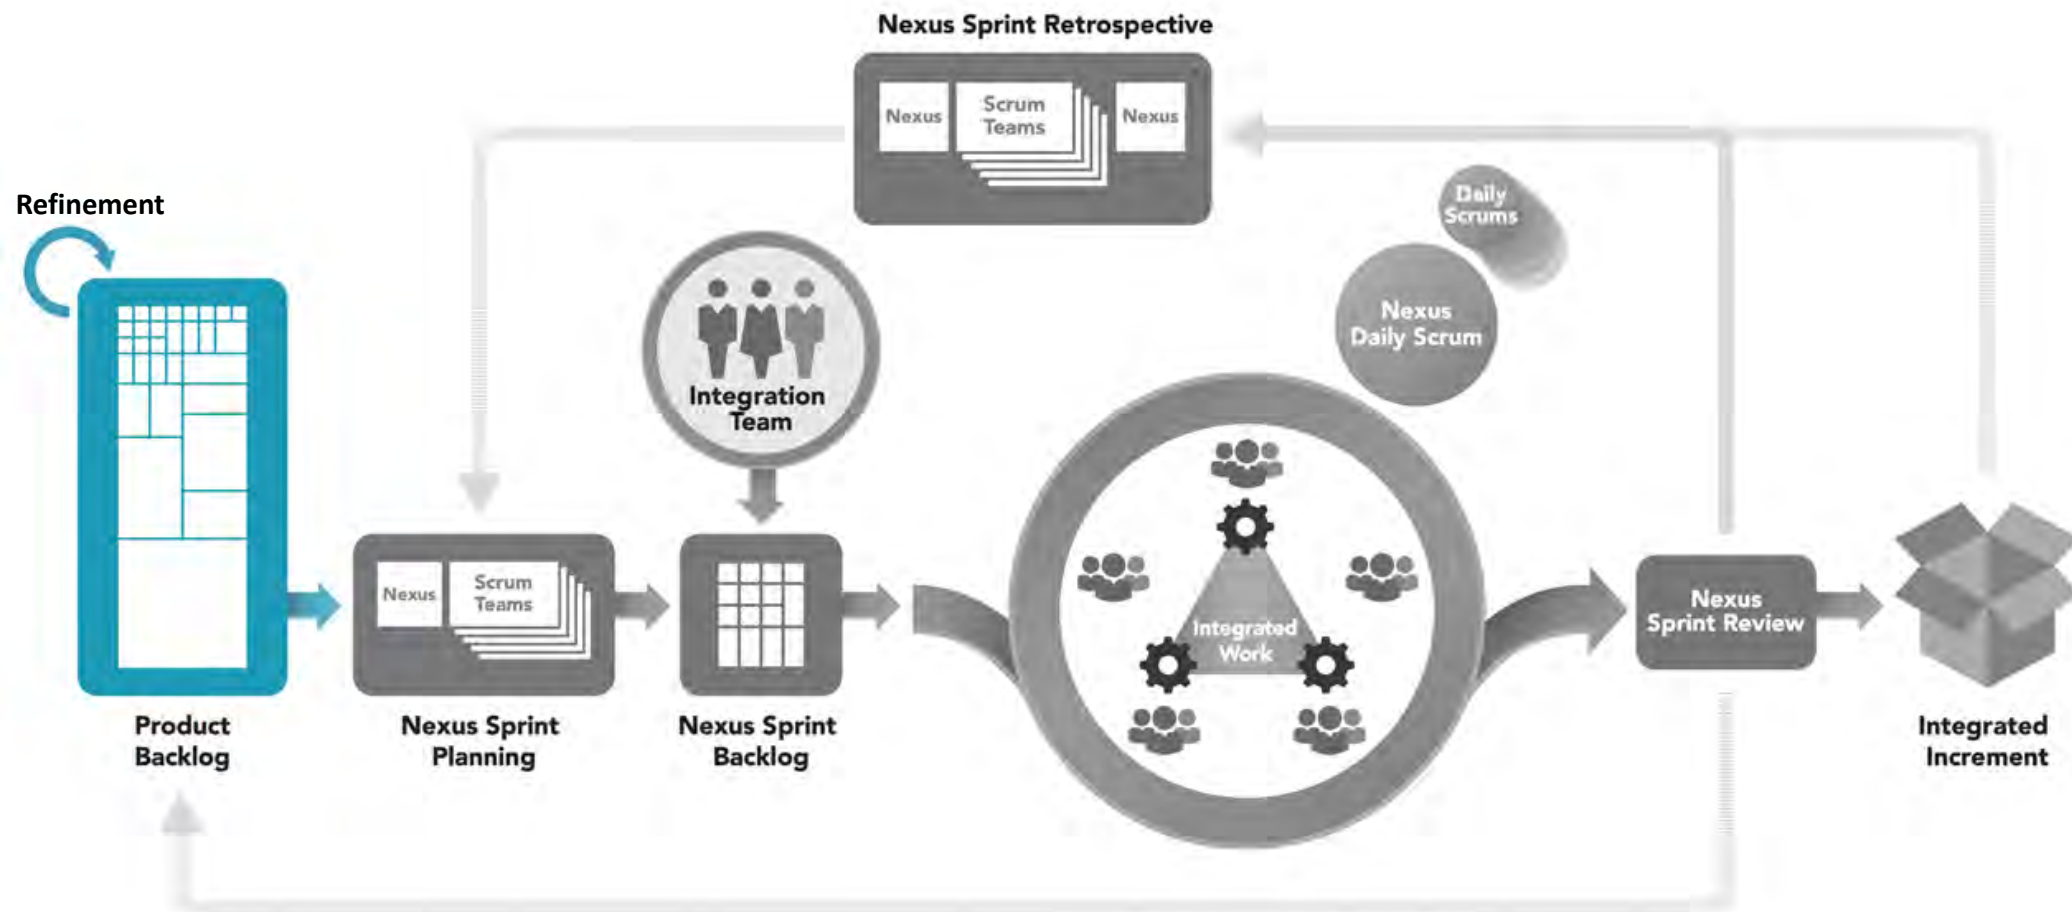 Nexus Sprint Retrospective
Nexus
Scrum
Teams
Nexus
Daily
Scrums
Refinement
Nexus
Daily Scrum
Integration
Team
Nexus
Scrum
Teams
Integrated
Work
Nexus
Sprint Review
Product
Backlog
Nexus Sprint
Planning
Nexus Sprint
Backlog
Integrated
Increment